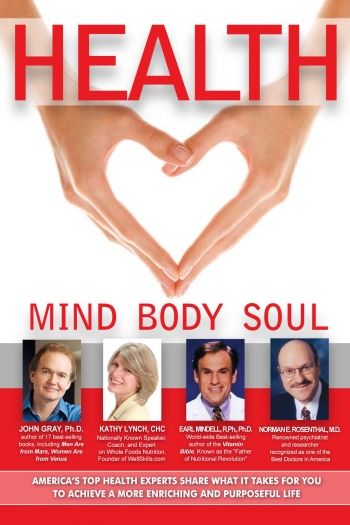 HEALTH
MIND BODY SOUL
JOHN GRAY, Ph.D.
author of 17 best-selling
books, including Men Are
from Mars, Women Are
from Venus
KATHY LYNCH, CHC
Nationally Known Speaker,
Coach, and Expert
on Whole Foods Nutrition
Founder of WellSkills.com
EARL MINDELL, R.Ph, Ph.D.
World-wide Best-selling
author of the Vitamin
Bible. Known as the "Father
of Nutritional Revolution"
NORMAN E. ROSENTHAL, M.D.
Renowned psychiatrist
and researcher
recognized as one of the
Best Doctors in America
AMERICA'S TOP HEALTH EXPERTS SHARE WHAT IT TAKES FOR YOU
TO ACHIEVE A MORE ENRICHING AND PURPOSEFUL LIFE